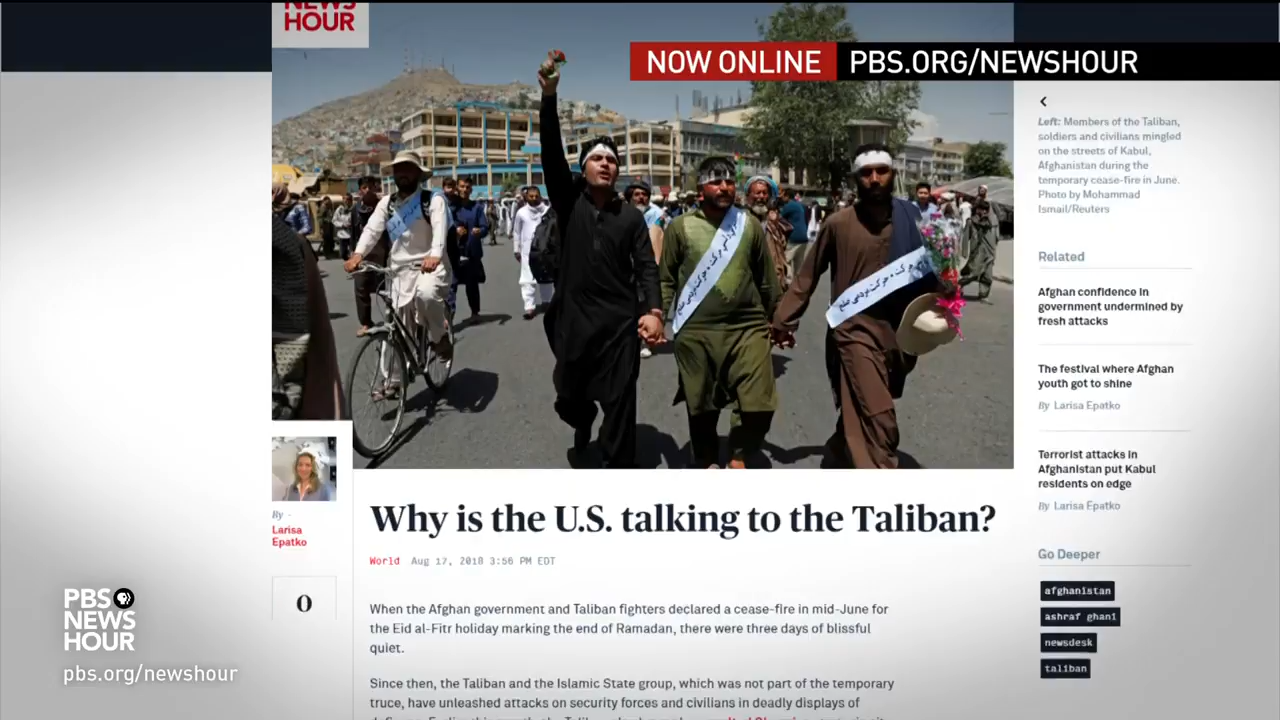 NEWS
HOUR
NOW ONLINE PBS.ORG/NEWSHOUR
Left: Members of the Taliban,
soldiers and civilians mingled
on the streets of Kabul,
Afghanistan during the
temporary cease-fire in June.
Photo by Mohammad
Ismail/Reuters
Related
Afghan confidence in
government undermined by
fresh attacks
The festival where Afghan
youth got to shine
By Larisa Epatko
Terrorist attacks in
Afghanistan put Kabul
residents on edge
By Larisa Epatko
Go Deeper
afghanistan
ashraf ghani
newsdesk
taliban
By -
Larisa
Epatko
0
Why is the U.S. talking to the Taliban?
World Aug 17, 2018 3:56 PM EDT
When the Afghan government and Taliban fighters declared a cease-fire in mid-June for
the Eid al-Fitr holiday marking the end of Ramadan, there were three days of blissful
quiet.
Since then, the Taliban and the Islamic State group, which was not part of the temporary
truce, have unleashed attacks on security forces and civilians in deadly displays of
PBS
NEWS
HOUR
pbs.org/newshour